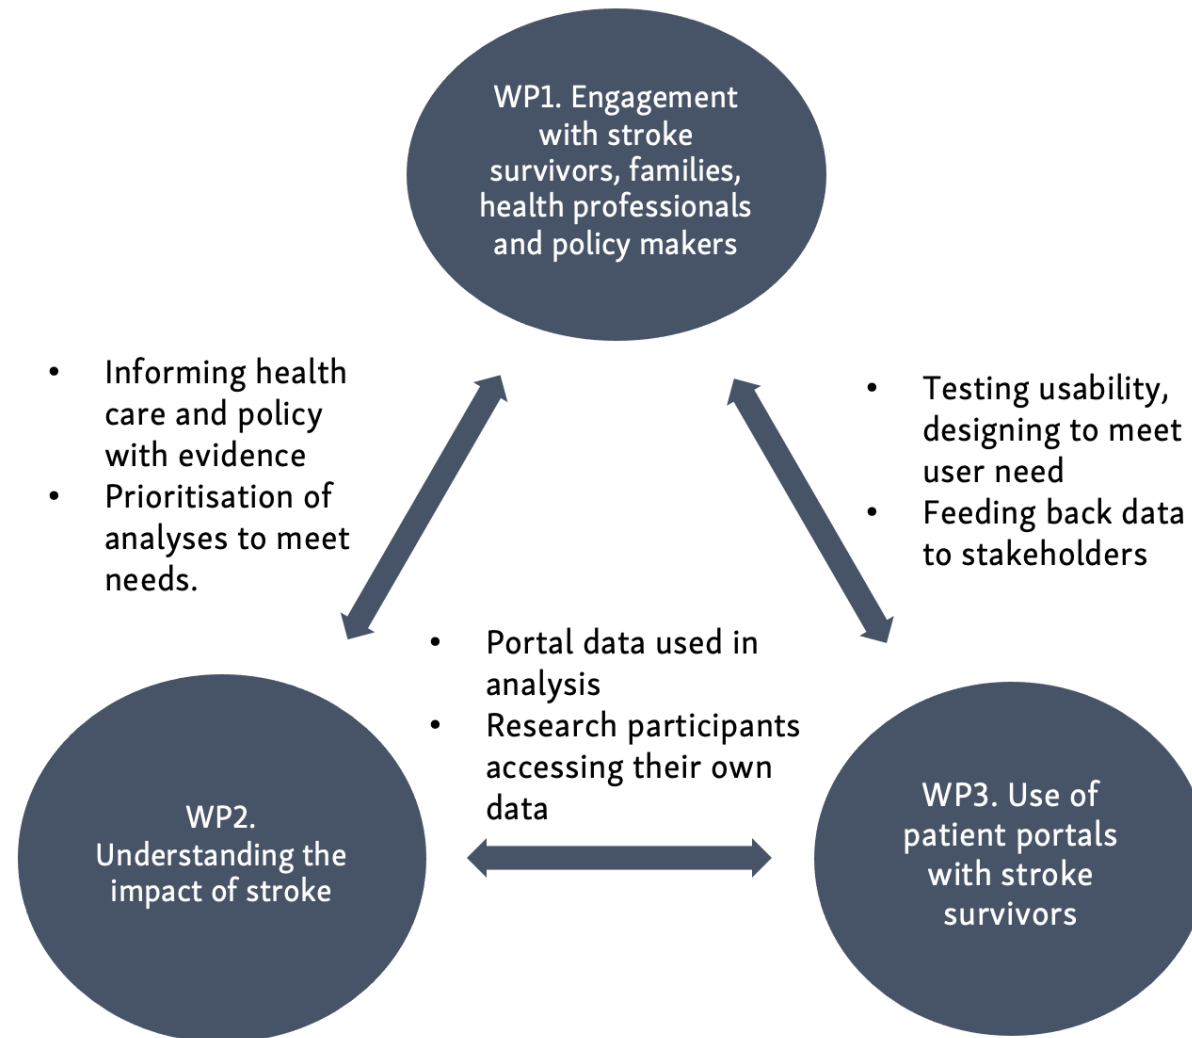 WP1. Engagement
with stroke
survivors, families,
health professionals
and policy makers
• Informing health
care and policy
with evidence
• Prioritisation of
analyses to meet
needs.
• Testing usability,
designing to meet
user need
• Feeding back data
to stakeholders
• Portal data used in
analysis
• Research participants
accessing their own
data
WP2.
Understanding the
impact of stroke
WP3. Use of
patient portals
with stroke
survivors